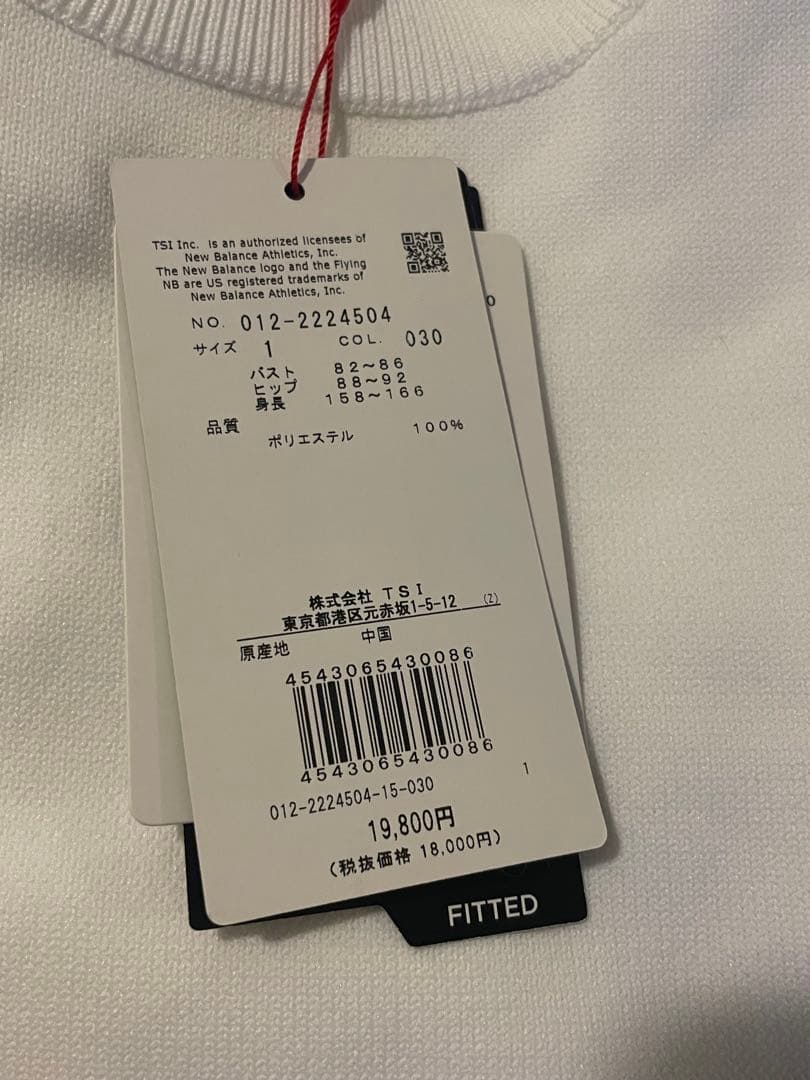 TSI Inc. is an authorized licensees of
New Balance Athletics, Inc.
The New Balance logo and the Flying
NB are US registered trademarks of
New Balance Athletics, Inc.
NO. 012-2224504
サイズ 1 COL. 030
バスト 82～86
ヒップ 88～92
身長 158～166
品質
ポリエステル 100%
株式会社 TSI
東京都港区元赤坂1-5-12 (Z)
原産地 中国
4543065430086
4543065430086
012-2224504-15-030 1
19,800円
(税抜価格 18,000円)
FITTED